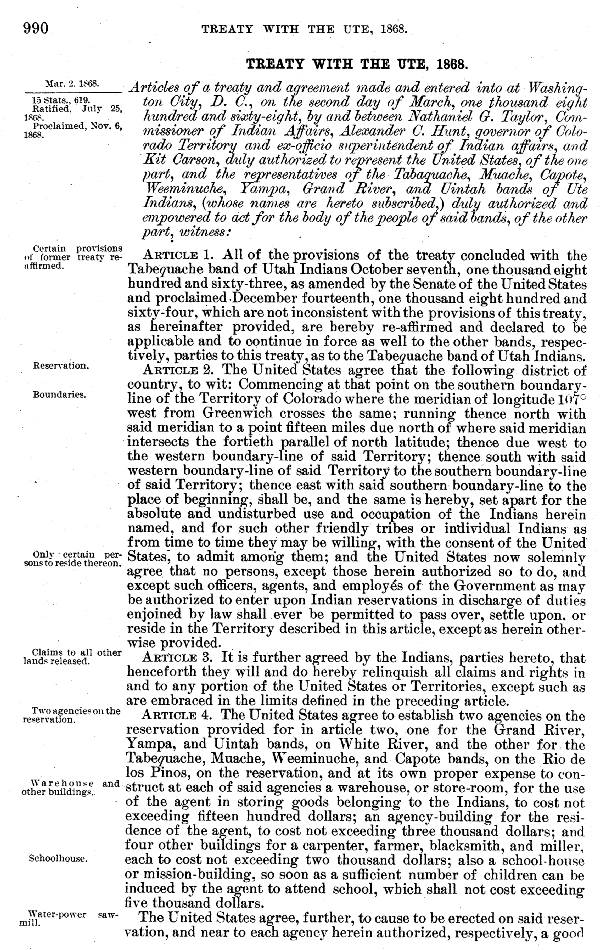 990
TREATY WITH THE UTE, 1868.
TREATY WITH THE UTE, 1868.
Mar. 2. 1868.
15 Stats., 619.
Ratified, July 25,
1868.
Proclaimed, Nov. 6,
1868.
Articles of a treaty and agreement made and entered into at Washing-
ton City, D. C., on the second day of March, one thousand eight
hundred and sixty-eight, by and between Nathaniel G. Taylor, Com-
missioner of Indian Affairs, Alexander C. Hunt, governor of Colo-
rado Territory and ex-officio superintendent of Indian affairs, and
Kit Carson, duly authorized to represent the United States, of the one
part, and the representatives of the Tabaquache, Muache, Capote,
Weeminuche, Yampa, Grand River, and Uintah bands of Ute
Indians, (whose names are hereto subscribed,) duly authorized and
empowered to act for the body of the people of said bands, of the other
part, witness:
Certain provisions
of former treaty re-
affirmed.
ARTICLE 1. All of the provisions of the treaty concluded with the
Tabequache band of Utah Indians October seventh, one thousand eight
hundred and sixty-three, as amended by the Senate of the United States
and proclaimed December fourteenth, one thousand eight hundred and
sixty-four, which are not inconsistent with the provisions of this treaty,
as hereinafter provided, are hereby re-affirmed and declared to be
applicable and to continue in force as well to the other bands, respec-
tively, parties to this treaty, as to the Tabequache band of Utah Indians.
Reservation.
ARTICLE 2. The United States agree that the following district of
country, to wit: Commencing at that point on the southern boundary-
Boundaries.
line of the Territory of Colorado where the meridian of longitude 107°
west from Greenwich crosses the same; running thence north with
said meridian to a point fifteen miles due north of where said meridian
intersects the fortieth parallel of north latitude; thence due west to
the western boundary-line of said Territory; thence south with said
western boundary-line of said Territory to the southern boundary-line
of said Territory; thence east with said southern boundary-line to the
place of beginning, shall be, and the same is hereby, set apart for the
absolute and undisturbed use and occupation of the Indians herein
named, and for such other friendly tribes or individual Indians as
from time to time they may be willing, with the consent of the United
Only certain per-
sons to reside thereon.
States, to admit among them; and the United States now solemnly
agree that no persons, except those herein authorized so to do, and
except such officers, agents, and employés of the Government as may
be authorized to enter upon Indian reservations in discharge of duties
enjoined by law shall ever be permitted to pass over, settle upon. or
reside in the Territory described in this article, except as herein other-
wise provided.
Claims to all other
lands released.
ARTICLE 3. It is further agreed by the Indians, parties hereto, that
henceforth they will and do hereby relinquish all claims and rights in
and to any portion of the United States or Territories, except such as
are embraced in the limits defined in the preceding article.
Two agencies on the
reservation.
ARTICLE 4. The United States agree to establish two agencies on the
reservation provided for in article two, one for the Grand River,
Yampa, and Uintah bands, on White River, and the other for the
Tabequache, Muache, Weeminuche, and Capote bands, on the Rio de
los Pinos, on the reservation, and at its own proper expense to con-
Warehouse and
other buildings.
struct at each of said agencies a warehouse, or store-room, for the use
of the agent in storing goods belonging to the Indians, to cost not
exceeding fifteen hundred dollars; an agency-building for the resi-
dence of the agent, to cost not exceeding three thousand dollars; and
four other buildings for a carpenter, farmer, blacksmith, and miller,
Schoolhouse.
each to cost not exceeding two thousand dollars; also a school-house
or mission-building, so soon as a sufficient number of children can be
induced by the agent to attend school, which shall not cost exceeding
five thousand dollars.
Water-power saw-
mill.
The United States agree, further, to cause to be erected on said reser-
vation, and near to each agency herein authorized, respectively, a good